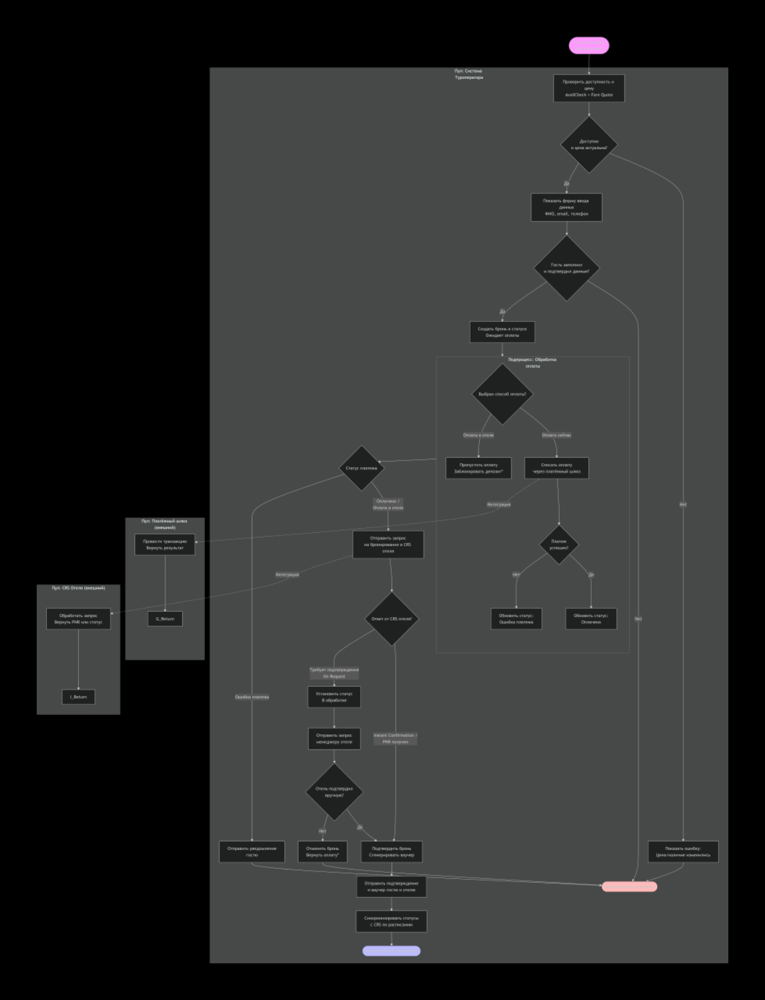 Пул: Система
Туроператора
Проверить доступность и
цену
AvailCheck + Fare Quote
Доступно
и цена актуальна?
Да
Показать форму ввода
данных
ФИО, email, телефон
Гость заполнил
и подтвердил данные?
Да
Создать бронь в статусе
Ожидает оплаты
Подпроцесс: Обработка
оплаты
Выбран способ оплаты?
Оплата в отеле
Оплата сейчас
Пропустить оплату
Заблокировать депозит*
Списать оплату
через платёжный шлюз
Статус платежа
Оплачено /
Оплата в отеле
Интеграция
Нет
Пул: Платёжный шлюз
(внешний)
Провести транзакцию
Вернуть результат
Отправить запрос
на бронирование в CRS
отеля
Платеж
успешен?
Интеграция
Нет
Да
Пул: CRS Отеля (внешний)
Обработать запрос
Вернуть PNR или статус
G_Return
Ответ от CRS отеля?
Обновить статус:
Ошибка платежа
Обновить статус:
Оплачено
Нет
Требует подтверждения
On Request
I_Return
Ошибка платежа
Установить статус
В обработке
Отправить запрос
менеджеру отеля
Instant Confirmation /
PNR получен
Отель подтвердил
вручную?
Нет
Да
Отправить уведомление
гостю
Отменить бронь
Вернуть оплату*
Подтвердить бронь
Сгенерировать ваучер
Показать ошибку:
Цена/наличие изменились
Отправить подтверждение
и ваучер гостю и отелю
Синхронизировать статусы
с CRS по расписанию